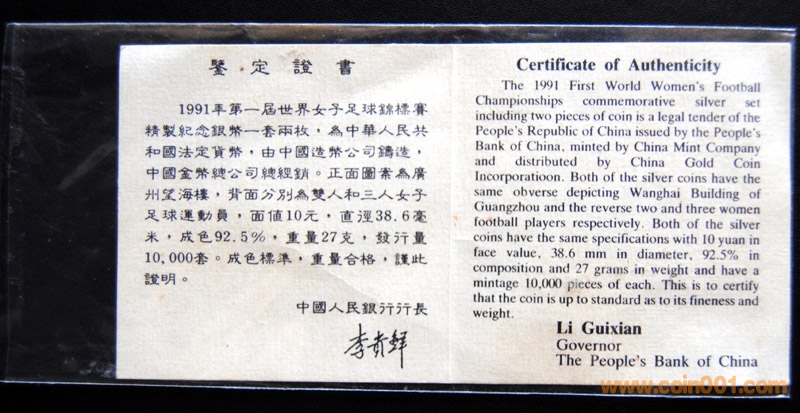 鑒定證書
1991年第一屆世界女子足球錦標賽
精製紀念銀幣一套兩枚，為中華人民共
和國法定貨幣，由中國造幣公司鑄造，
中國金幣總公司總經銷。正面圖案為廣
州望海樓，背面分別為雙人和三人女子
足球運動員，面值10元，直徑38.6毫
米，成色92.5%，重量27克，發行量
10,000套。成色標準，重量合格，謹此
證明。
中國人民銀行行長
李貴鮮
Certificate of Authenticity
The 1991 First World Women's Football
Championships commemorative silver set
including two pieces of coin is a legal tender of the
People's Republic of China issued by the People's
Bank of China, minted by China Mint Company
and distributed by China Gold Coin
Incorporatioon. Both of the silver coins have the
same obverse depicting Wanghai Building of
Guangzhou and the reverse two and three women
football players respectively. Both of the silver
coins have the same specifications with 10 yuan in
face value, 38.6 mm in diameter, 92.5% in
composition and 27 grams in weight and have a
mintage 10,000 pieces of each. This is to certify
that the coin is up to standard as to its fineness and
weight.
Li Guixian
Governor
The People's Bank of China
www.coin001.com